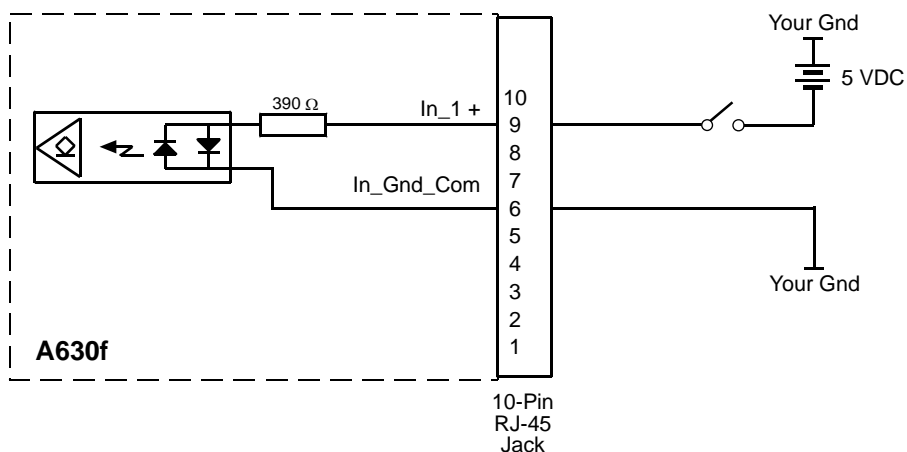 Your Gnd
5 VDC
390 Ω
In_1 +
In_Gnd_Com
10
9
8
7
6
5
4
3
2
1
Your Gnd
A630f
10-Pin
RJ-45
Jack